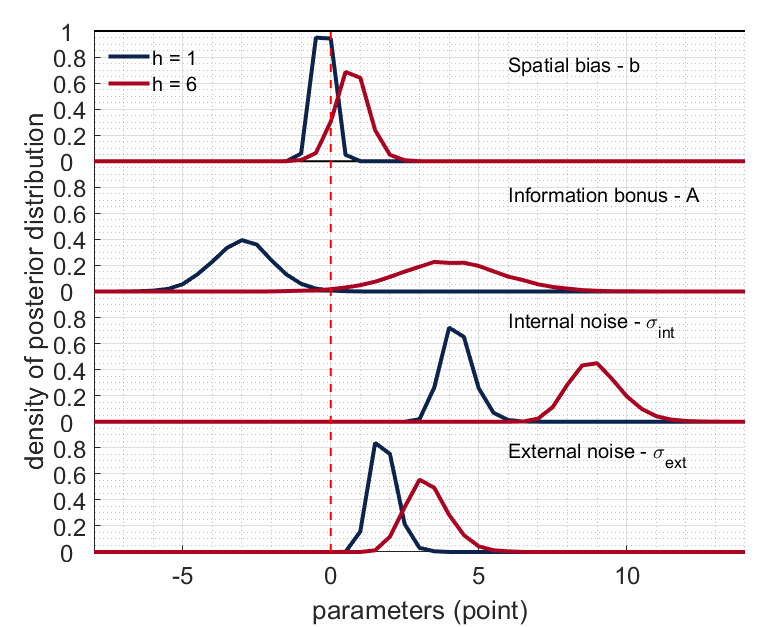 density of posterior distribution
1
0.8
0.6
0.4
0.2
0
h = 1
h = 6
Spatial bias - b
0.8
0.6
0.4
0.2
0
Information bonus - A
0.8
0.6
0.4
0.2
0
Internal noise - σint
0.8
0.6
0.4
0.2
0
External noise - σext
-5 0 5 10
parameters (point)